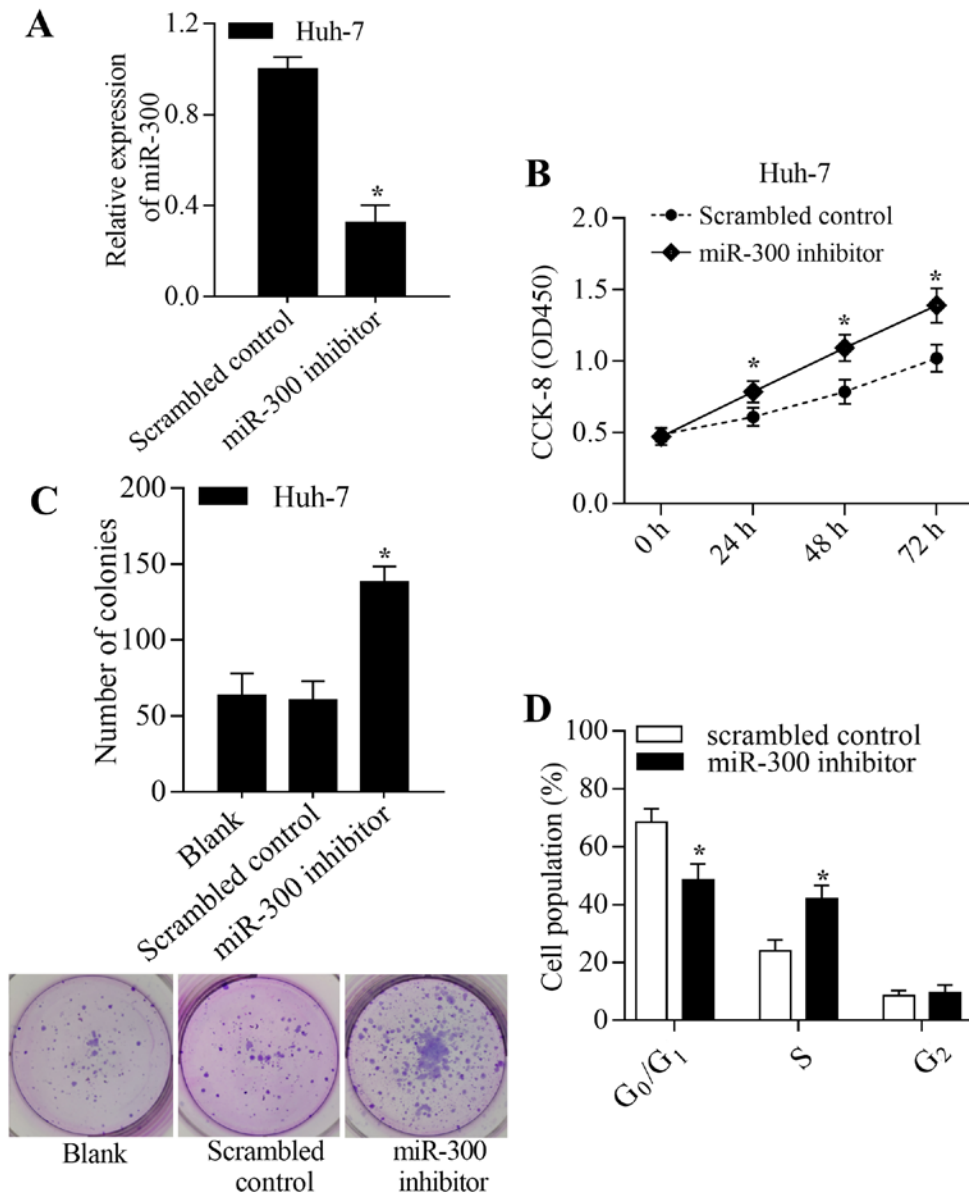 A
Huh-7
Relative expression
of miR-300
1.2
0.8
0.4
0.0
*
Scrambled control
miR-300 inhibitor
B
Huh-7
Scrambled control
miR-300 inhibitor
CCK-8 (OD450)
2.0
1.5
1.0
0.5
0.0
*
*
*
0 h
24 h
48 h
72 h
C
Huh-7
Number of colonies
200
150
100
50
0
*
Blank
Scrambled control
miR-300 inhibitor
Blank
Scrambled
control
miR-300
inhibitor
D
scrambled control
miR-300 inhibitor
Cell population (%)
100
80
60
40
20
0
*
*
G₀/G₁
S
G₂